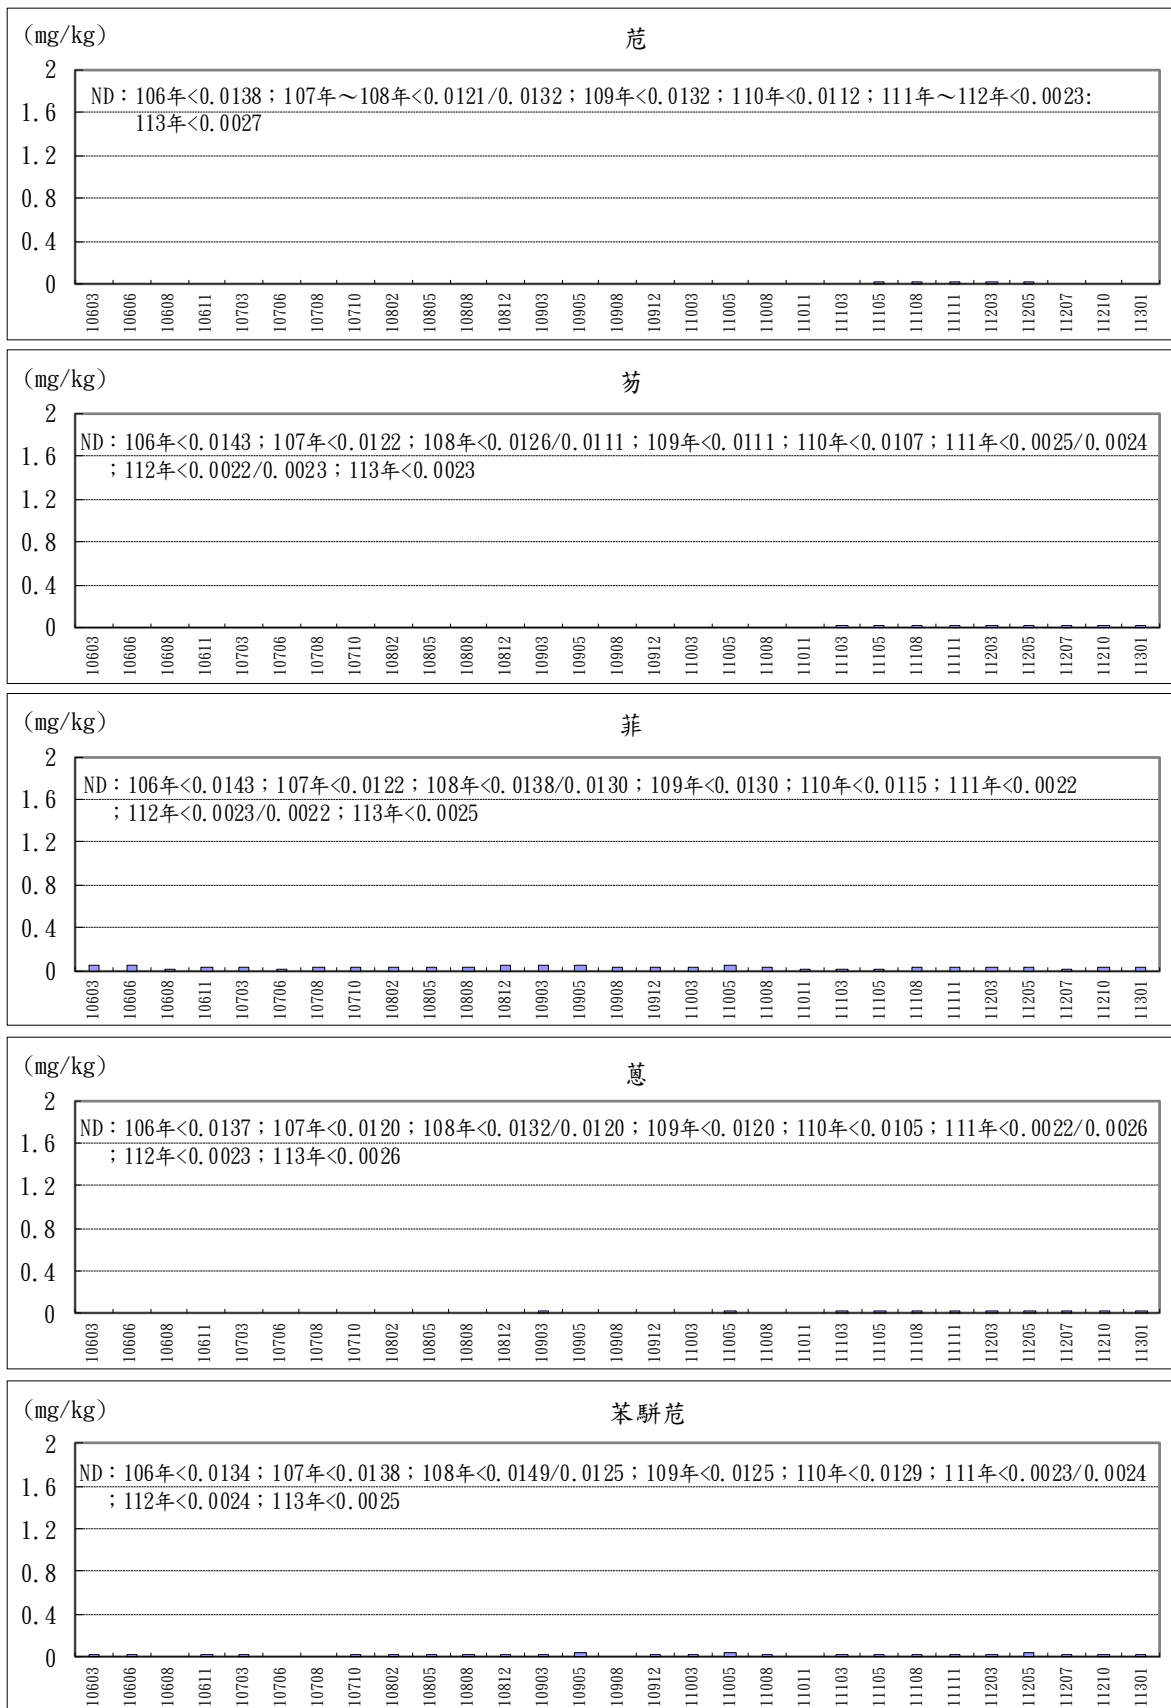 (mg/kg)
苊
2
ND：106年<0.0138；107年～108年<0.0121/0.0132；109年<0.0132；110年<0.0112；111年～112年<0.0023:
1.6
113年<0.0027
1.2
0.8
0.4
0
10603 10606 10608 10611 10703 10706 10708 10710 10802 10805 10808 10812 10903 10905 10908 10912 11003 11005 11008 11011 11103 11105 11108 11111 11203 11205 11207 11210 11301
(mg/kg)
芴
2
ND：106年<0.0143；107年<0.0122；108年<0.0126/0.0111；109年<0.0111；110年<0.0107；111年<0.0025/0.0024
1.6
；112年<0.0022/0.0023；113年<0.0023
1.2
0.8
0.4
0
10603 10606 10608 10611 10703 10706 10708 10710 10802 10805 10808 10812 10903 10905 10908 10912 11003 11005 11008 11011 11103 11105 11108 11111 11203 11205 11207 11210 11301
(mg/kg)
菲
2
ND：106年<0.0143；107年<0.0122；108年<0.0138/0.0130；109年<0.0130；110年<0.0115；111年<0.0022
1.6
；112年<0.0023/0.0022；113年<0.0025
1.2
0.8
0.4
0
10603 10606 10608 10611 10703 10706 10708 10710 10802 10805 10808 10812 10903 10905 10908 10912 11003 11005 11008 11011 11103 11105 11108 11111 11203 11205 11207 11210 11301
(mg/kg)
蒽
2
ND：106年<0.0137；107年<0.0120；108年<0.0132/0.0120；109年<0.0120；110年<0.0105；111年<0.0022/0.0026
1.6
；112年<0.0023；113年<0.0026
1.2
0.8
0.4
0
10603 10606 10608 10611 10703 10706 10708 10710 10802 10805 10808 10812 10903 10905 10908 10912 11003 11005 11008 11011 11103 11105 11108 11111 11203 11205 11207 11210 11301
(mg/kg)
苯駢苊
2
ND：106年<0.0134；107年<0.0138；108年<0.0149/0.0125；109年<0.0125；110年<0.0129；111年<0.0023/0.0024
1.6
；112年<0.0024；113年<0.0025
1.2
0.8
0.4
0
10603 10606 10608 10611 10703 10706 10708 10710 10802 10805 10808 10812 10903 10905 10908 10912 11003 11005 11008 11011 11103 11105 11108 11111 11203 11205 11207 11210 11301